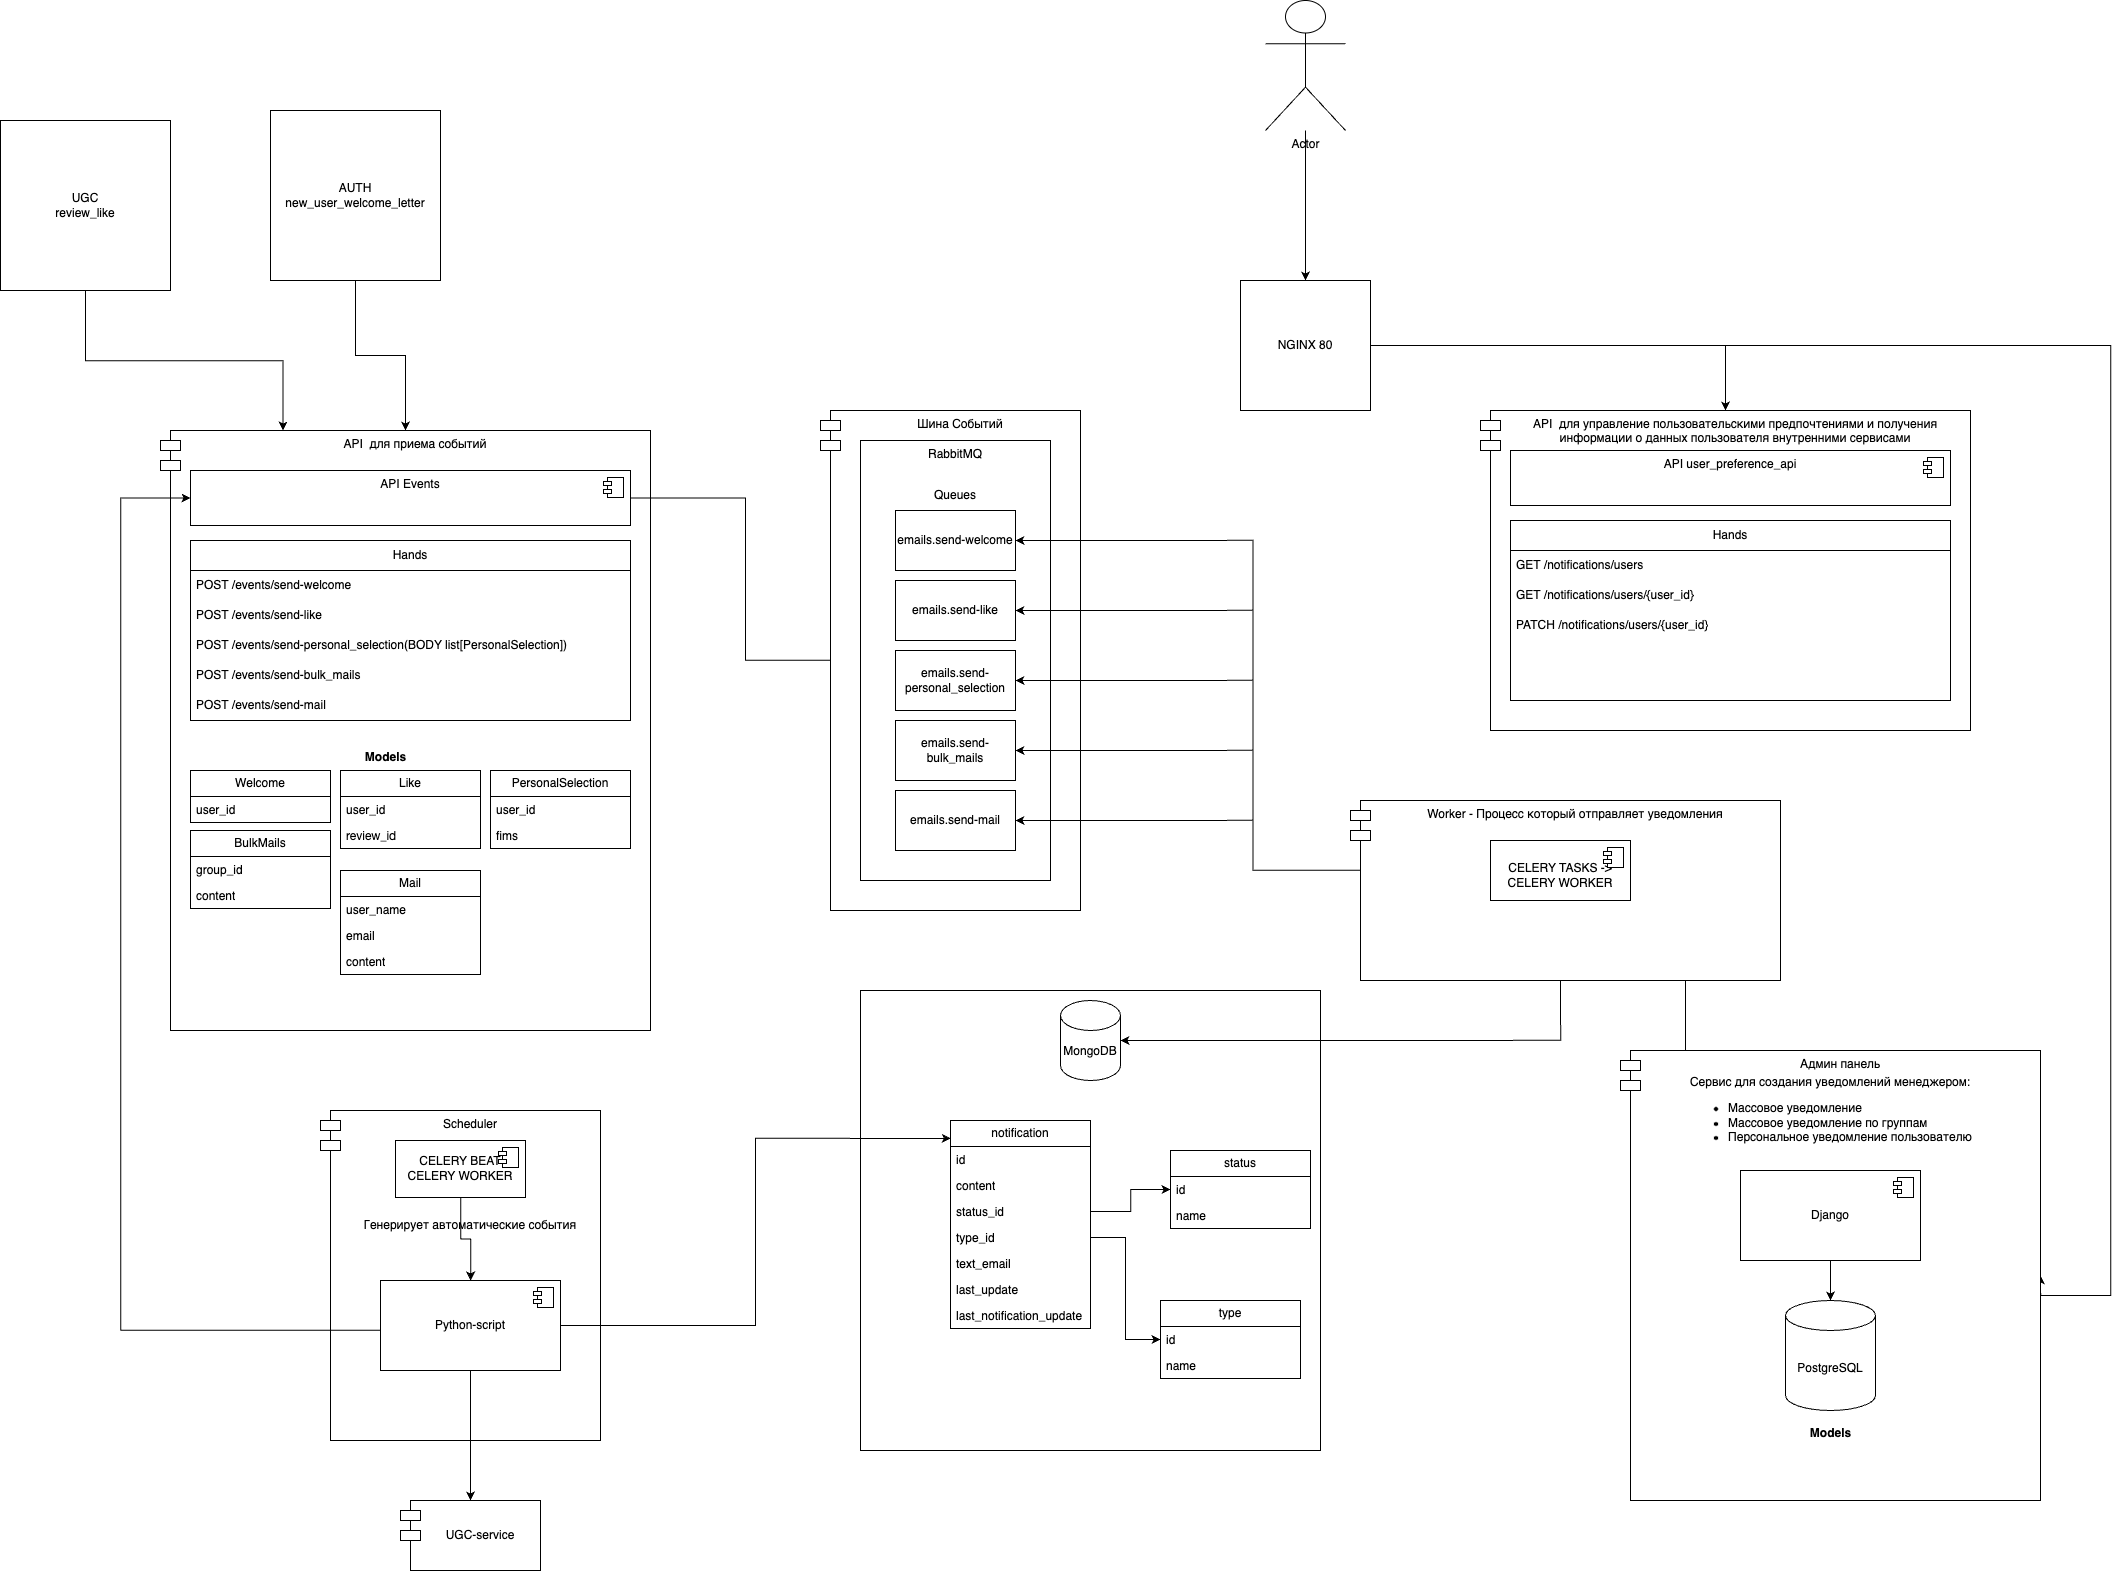 Actor
UGC
review_like
AUTH
new_user_welcome_letter
NGINX 80
API  для приема событий
API Events
Hands
POST /events/send-welcome
POST /events/send-like
POST /events/send-personal_selection(BODY list[PersonalSelection])
POST /events/send-bulk_mails
POST /events/send-mail
Models
Welcome
user_id
Like
user_id
review_id
PersonalSelection
user_id
fims
BulkMails
group_id
content
Mail
user_name
email
content
Шина Событий
RabbitMQ
Queues
emails.send-welcome
emails.send-like
emails.send-
personal_selection
emails.send-
bulk_mails
emails.send-mail
API  для управление пользовательскими предпочтениями и получения
информации о данных пользователя внутренними сервисами
API user_preference_api
Hands
GET /notifications/users
GET /notifications/users/{user_id}
PATCH /notifications/users/{user_id}
Worker - Процесс который отправляет уведомления
CELERY TASKS ->
CELERY WORKER
MongoDB
notification
id
content
status_id
type_id
text_email
last_update
last_notification_update
status
id
name
type
id
name
Scheduler
CELERY BEAT
CELERY WORKER
Генерирует автоматические события
Python-script
UGC-service
Админ панель
Сервис для создания уведомлений менеджером:
• Массовое уведомление
• Массовое уведомление по группам
• Персональное уведомление пользователю
Django
PostgreSQL
Models